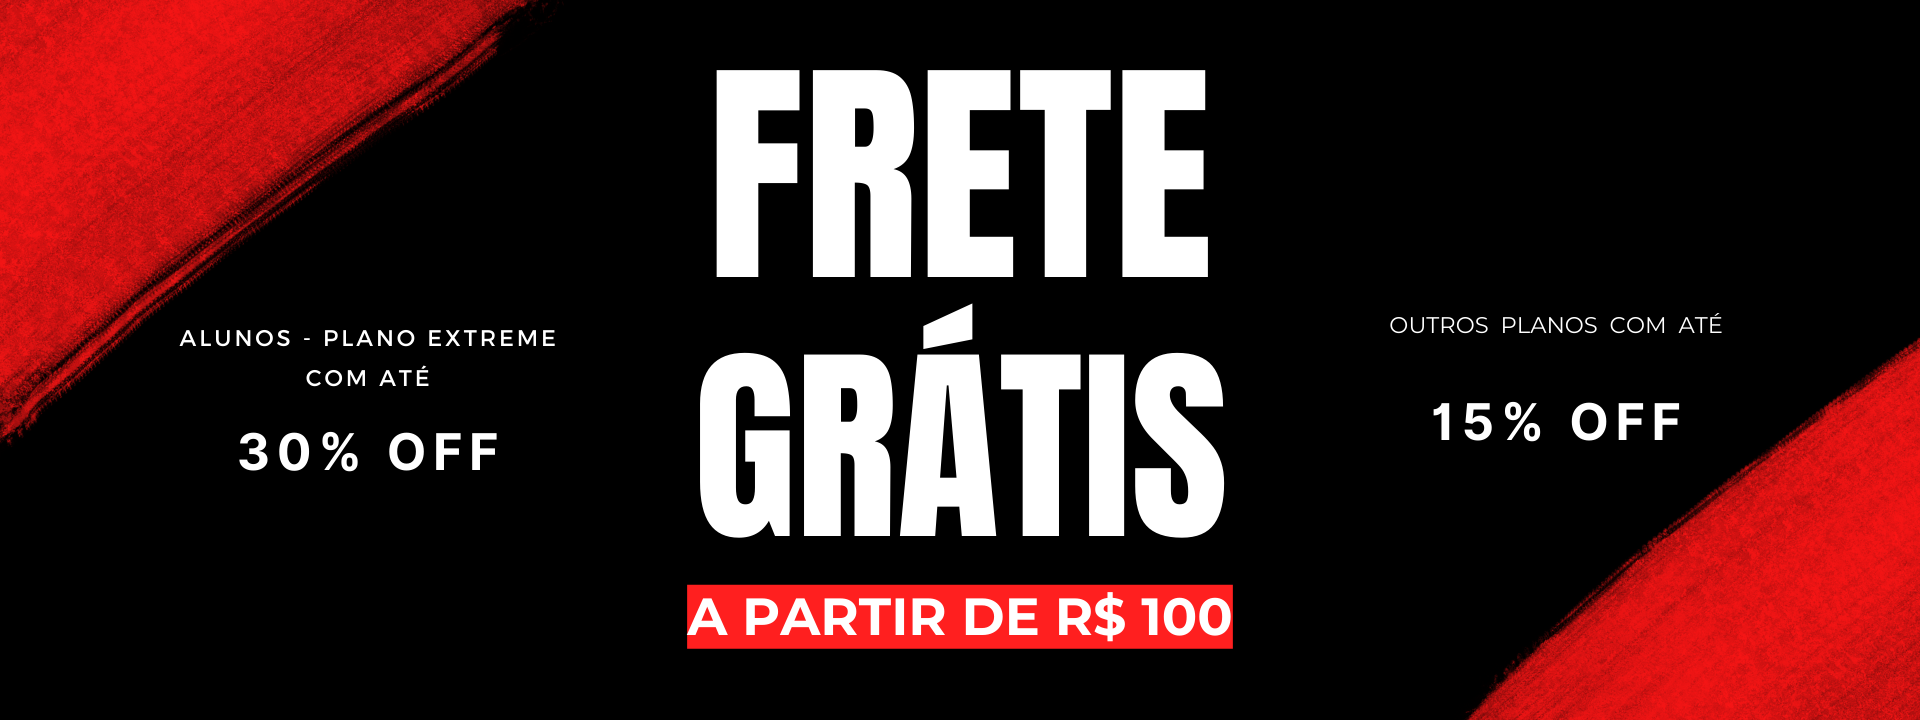 FRETE
GRÁTIS
A PARTIR DE R$ 100
ALUNOS - PLANO EXTREME
COM ATÉ
30% OFF
OUTROS PLANOS COM ATÉ
15% OFF